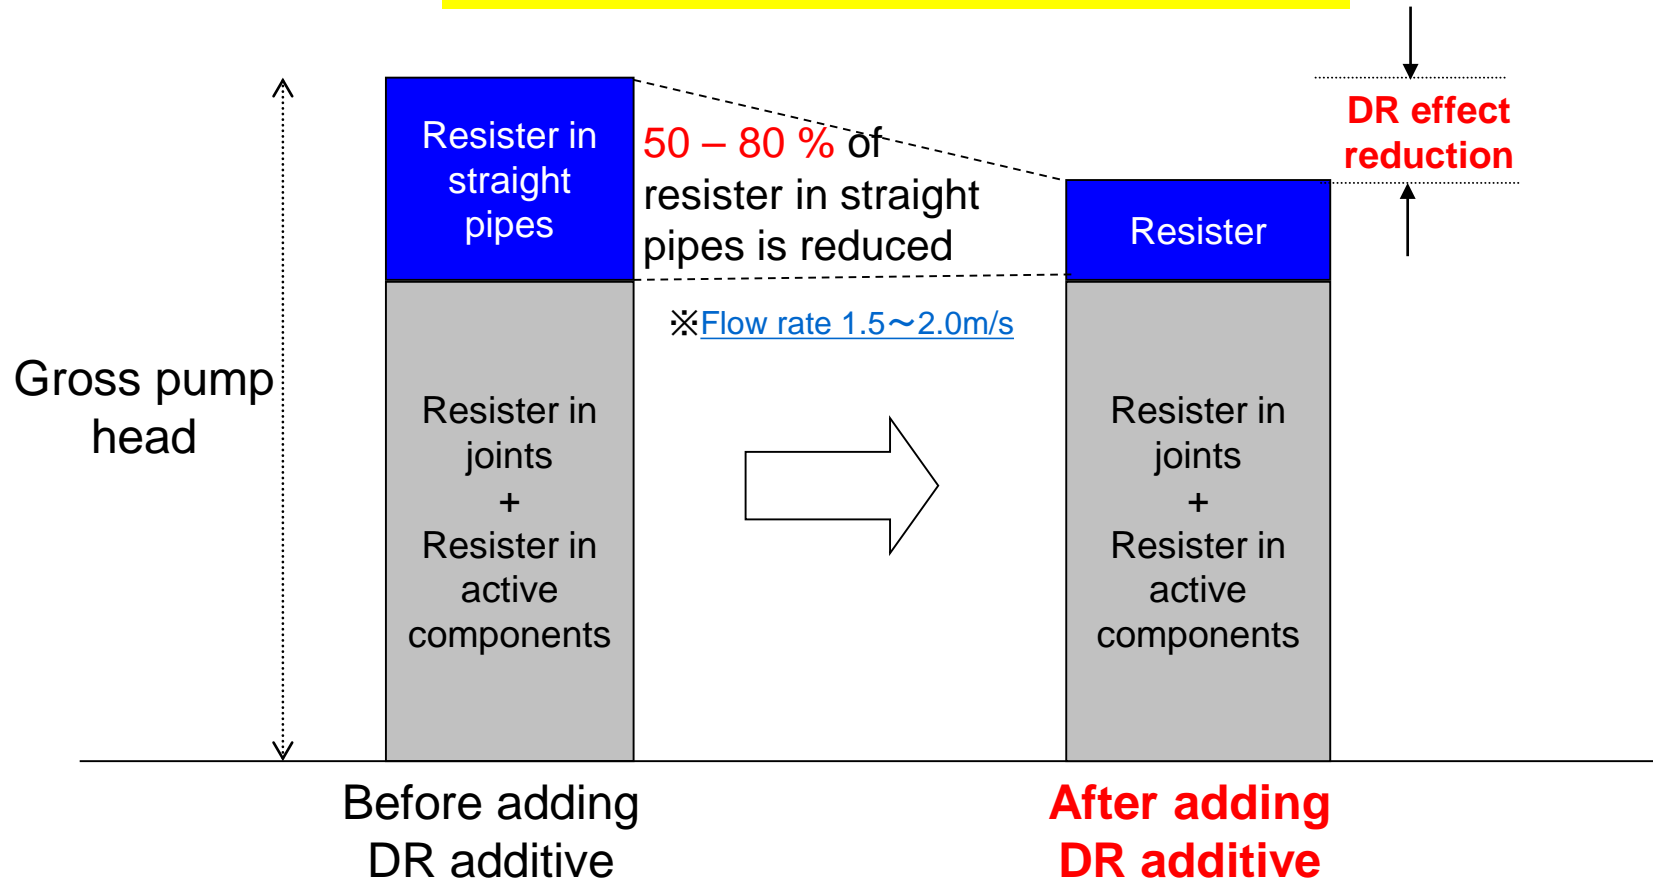 DR effect
reduction
Resister in
straight
pipes
50 – 80 % of
resister in straight
pipes is reduced
Resister
※Flow rate 1.5～2.0m/s
Gross pump
head
Resister in
joints
+
Resister in
active
components
Resister in
joints
+
Resister in
active
components
Before adding
DR additive
After adding
DR additive